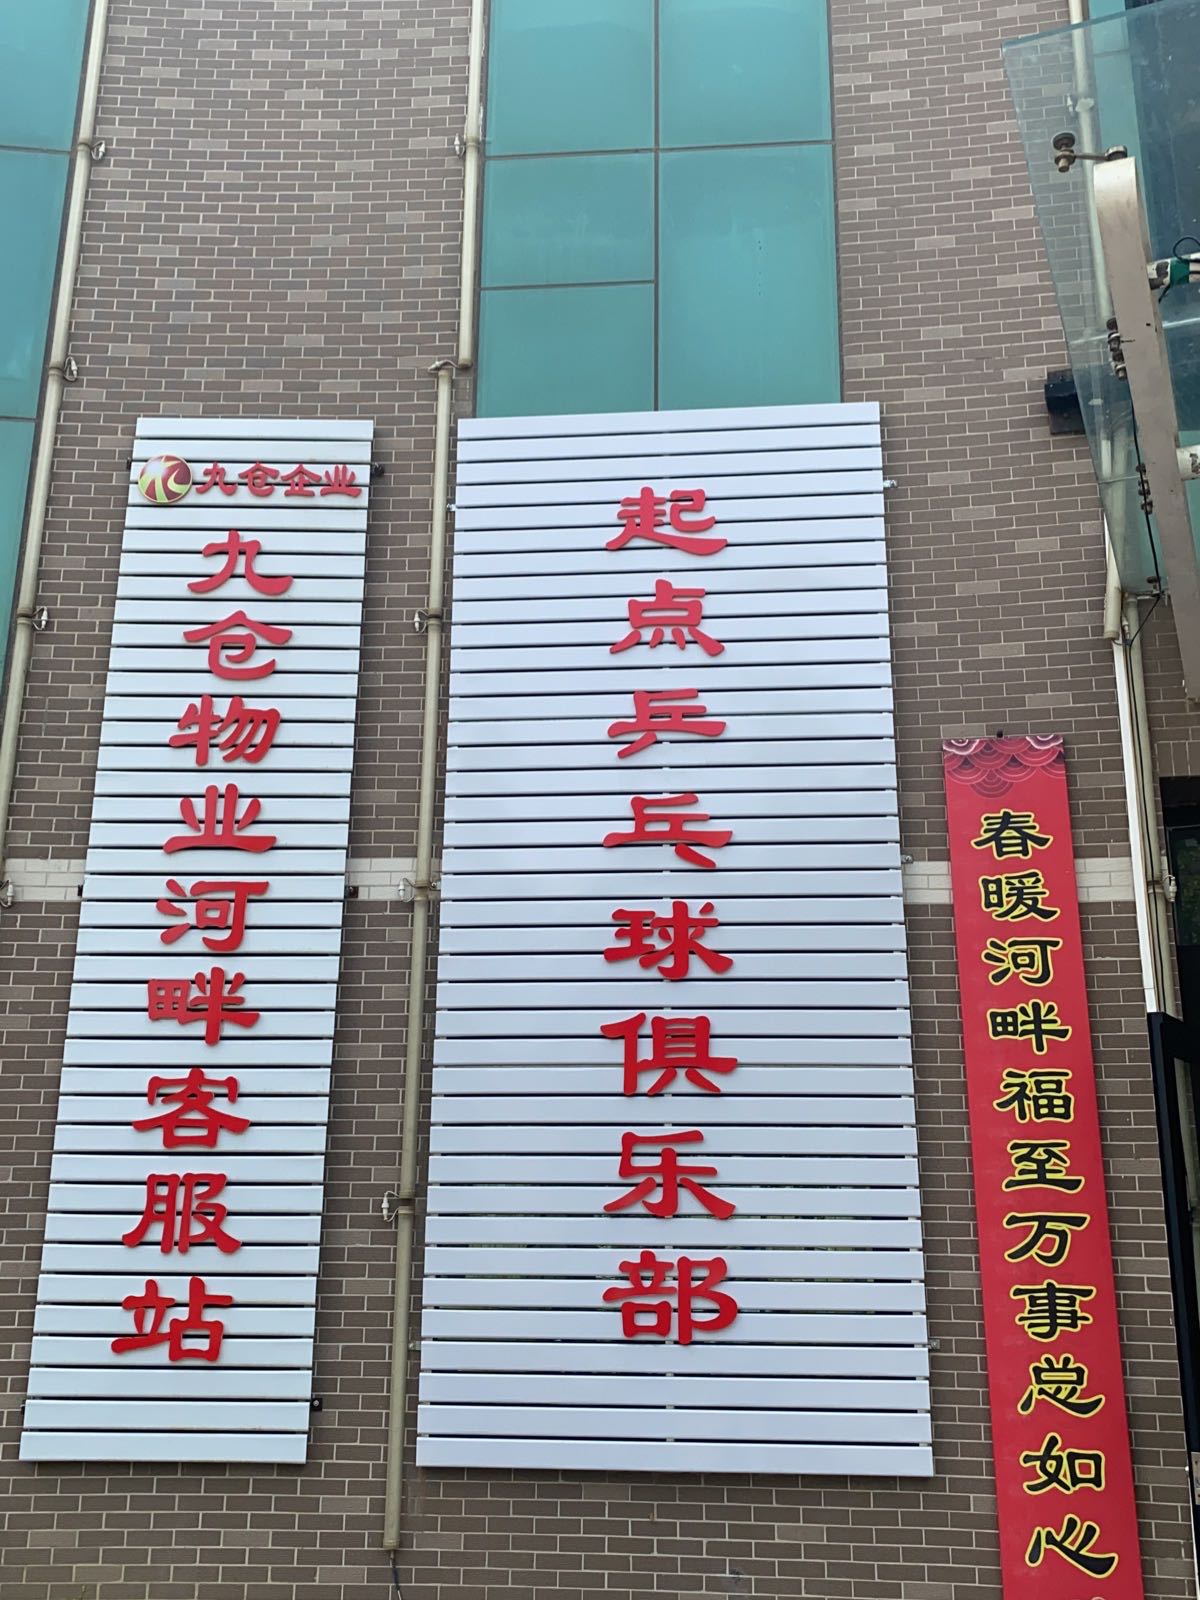 九仓企业
九仓物业河畔客服站
起点乒乓球俱乐部
春暖河畔福至万事总如心